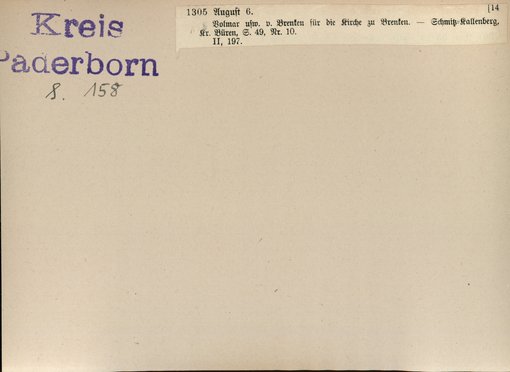 Kreis
Paderborn
S. 158
1305 August 6. [14
Volmar usw. v. Brenken für die Kirche zu Brenken. — Schmitz-Kallenberg,
Kr. Büren, S. 49, Nr. 10.
II, 197.